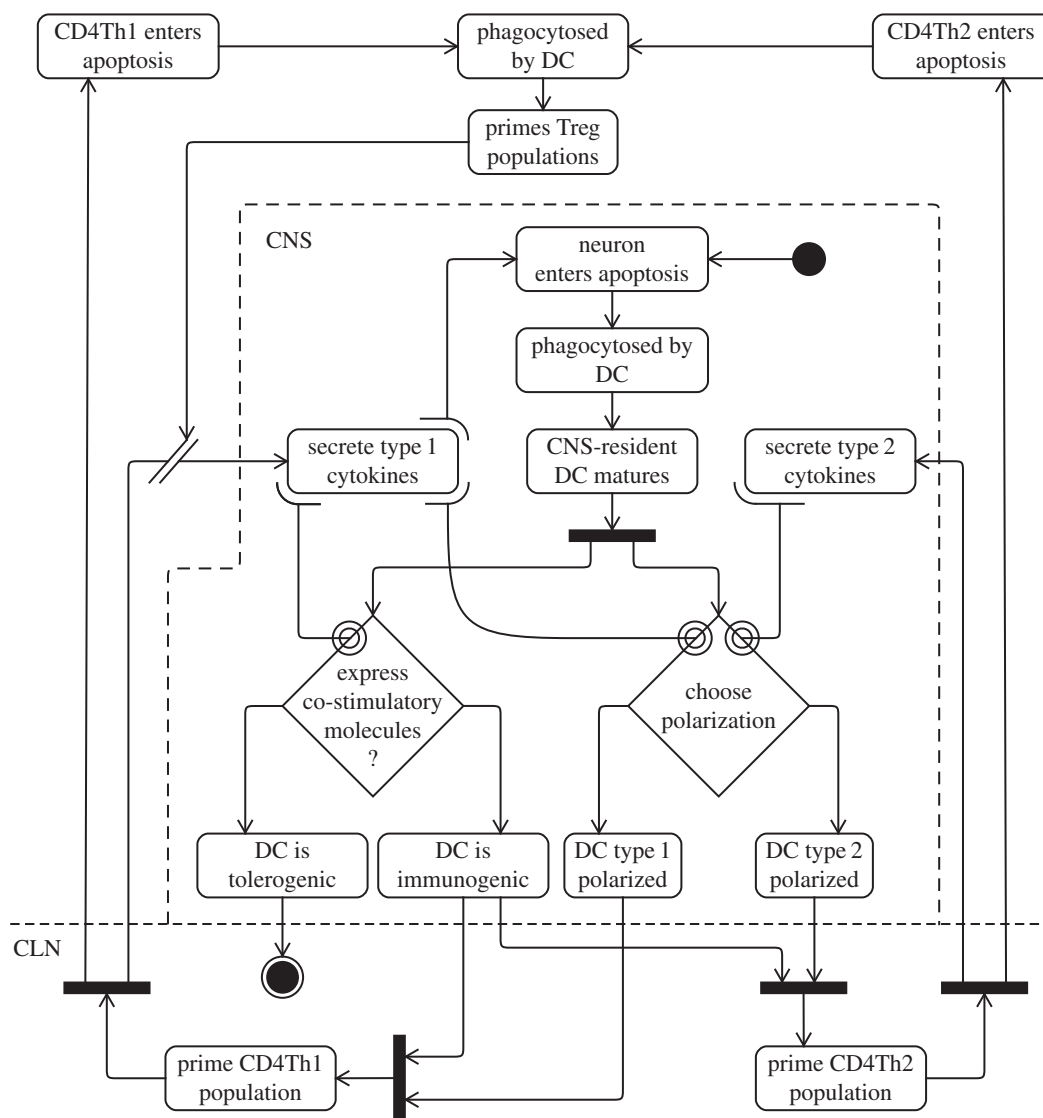 CD4Th1 enters
apoptosis
phagocytosed
by DC
CD4Th2 enters
apoptosis
primes Treg
populations
CNS
neuron
enters apoptosis
phagocytosed by
DC
secrete type 1
cytokines
CNS-resident
DC matures
secrete type 2
cytokines
express
co-stimulatory
molecules
?
choose
polarization
DC is
tolerogenic
DC is
immunogenic
DC type 1
polarized
DC type 2
polarized
CLN
prime CD4Th1
population
prime CD4Th2
population